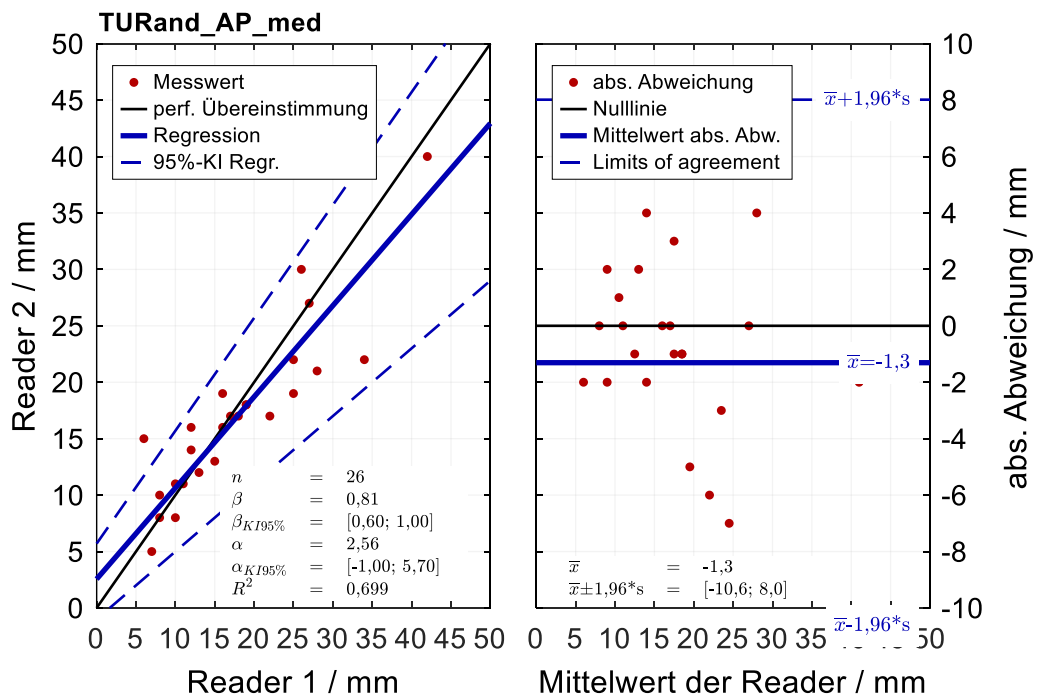 TURand_AP_med
50
45
40
35
30
25
20
15
10
5
0
Reader 2 / mm
Messwert
perf. Übereinstimmung
Regression
95%-KI Regr.
n = 26
β = 0,81
β_KI95% = [0,60; 1,00]
α = 2,56
α_KI95% = [-1,00; 5,70]
R² = 0,699
0 5 10 15 20 25 30 35 40 45 50
Reader 1 / mm
abs. Abweichung
Nulllinie
Mittelwert abs. Abw.
Limits of agreement
x̅+1,96*s
x̅=-1,3
x̅ = -1,3
x̅±1,96*s = [-10,6; 8,0]
x̅-1,96*s
10
8
6
4
2
0
-2
-4
-6
-8
-10
abs. Abweichung / mm
0 5 10 15 20 25 30 35 50
Mittelwert der Reader / mm